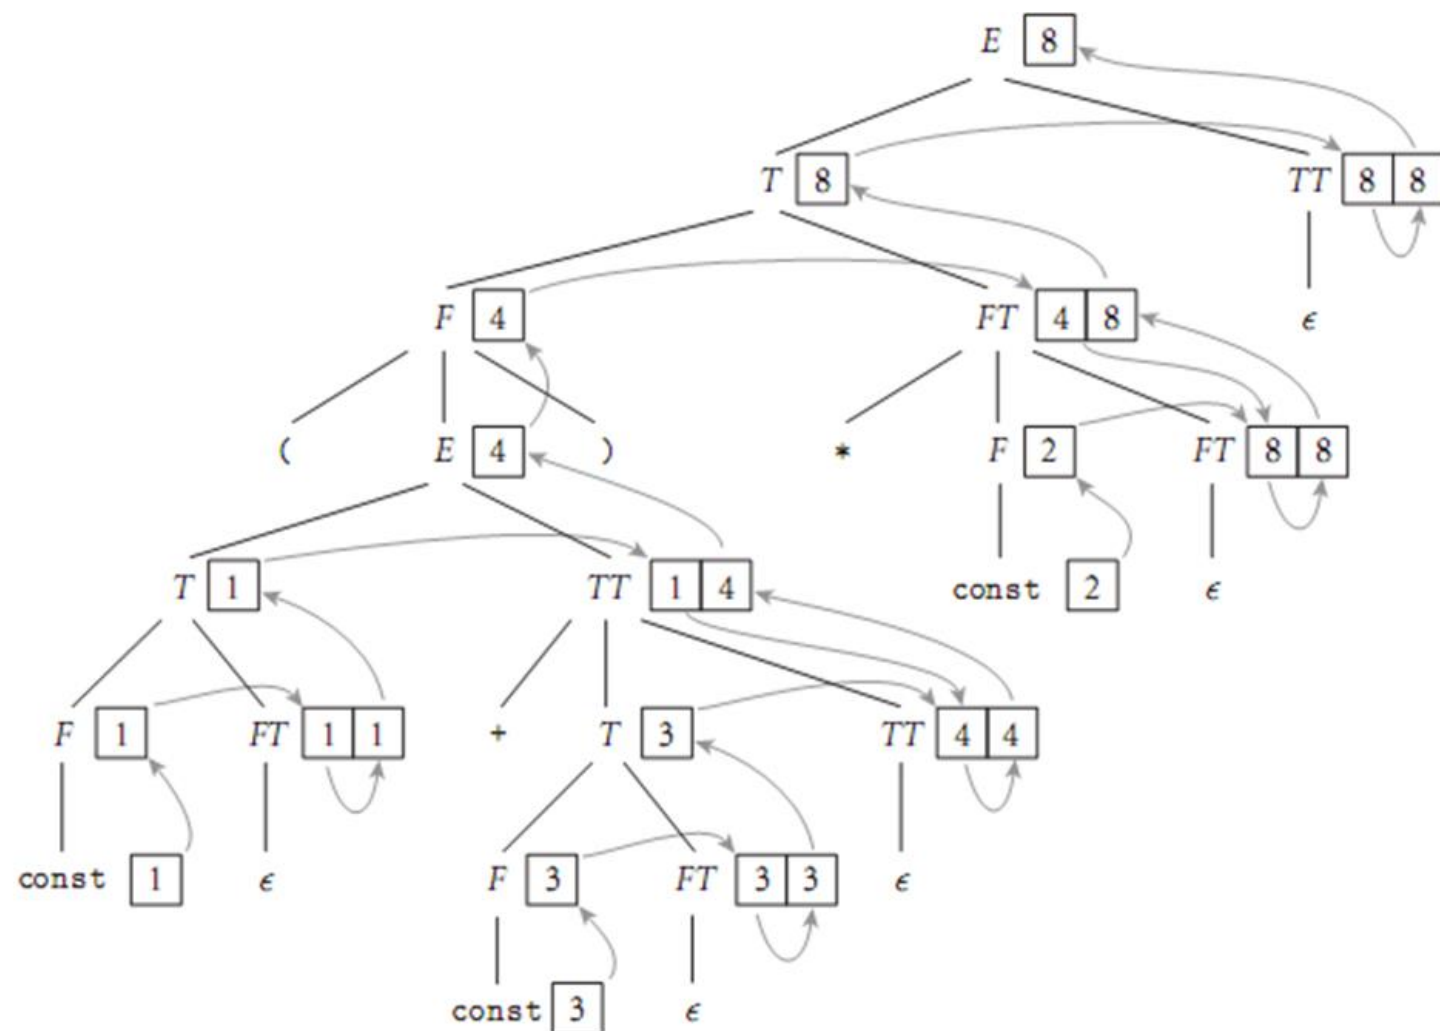 E 8
T 8 TT 8 8
F 4 FT 4 8 ϵ
( E 4 ) * F 2 FT 8 8
T 1 TT 1 4 const 2 ϵ
F 1 FT 1 1 + T 3 TT 4 4
const 1 ϵ F 3 FT 3 3 ϵ
const 3 ϵ